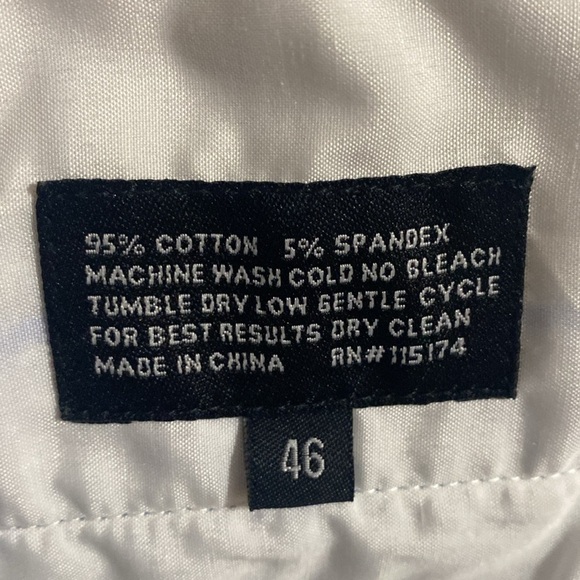 95% COTTON 5% SPANDEX
MACHINE WASH COLD NO BLEACH
TUMBLE DRY LOW GENTLE CYCLE
FOR BEST RESULTS DRY CLEAN
MADE IN CHINA RN#115174
46